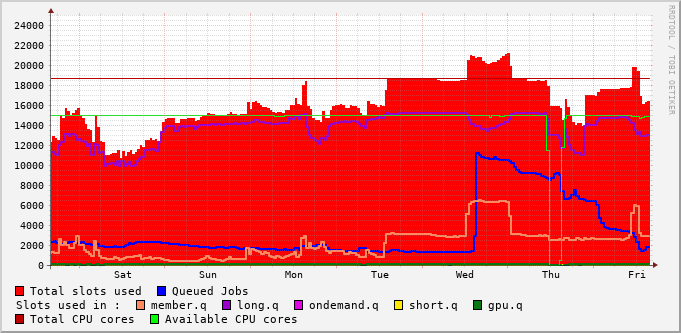 RRDTOOL / TOBI OETIKER
24000
22000
20000
18000
16000
14000
12000
10000
8000
6000
4000
2000
0
Sat Sun Mon Tue Wed Thu Fri
Total slots used Queued Jobs
Slots used in : member.q long.q ondemand.q short.q gpu.q
Total CPU cores Available CPU cores